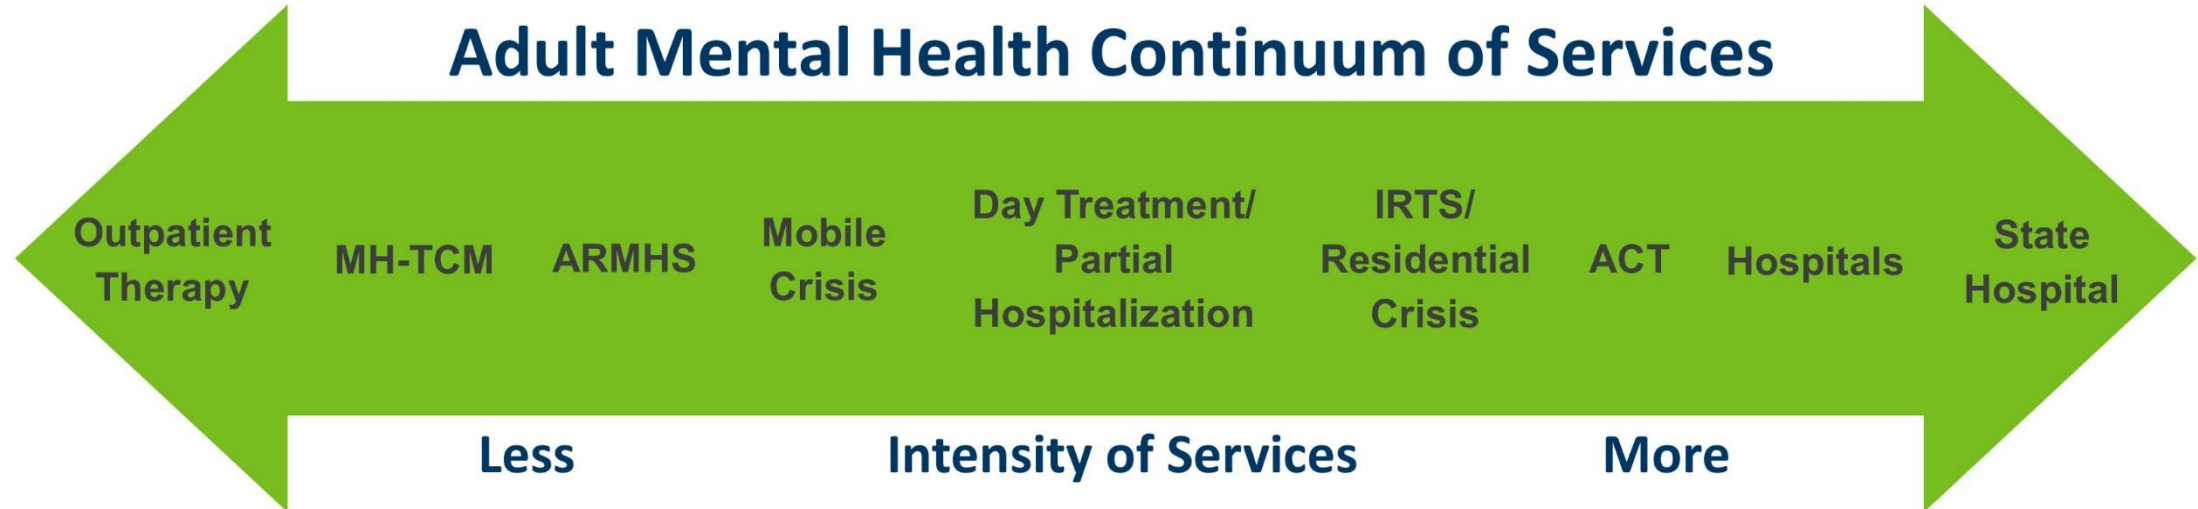 Adult Mental Health Continuum of Services
Outpatient
Therapy
MH-TCM
ARMHS
Mobile
Crisis
Day Treatment/
Partial
Hospitalization
IRTS/
Residential
Crisis
ACT
Hospitals
State
Hospital
Less
Intensity of Services
More